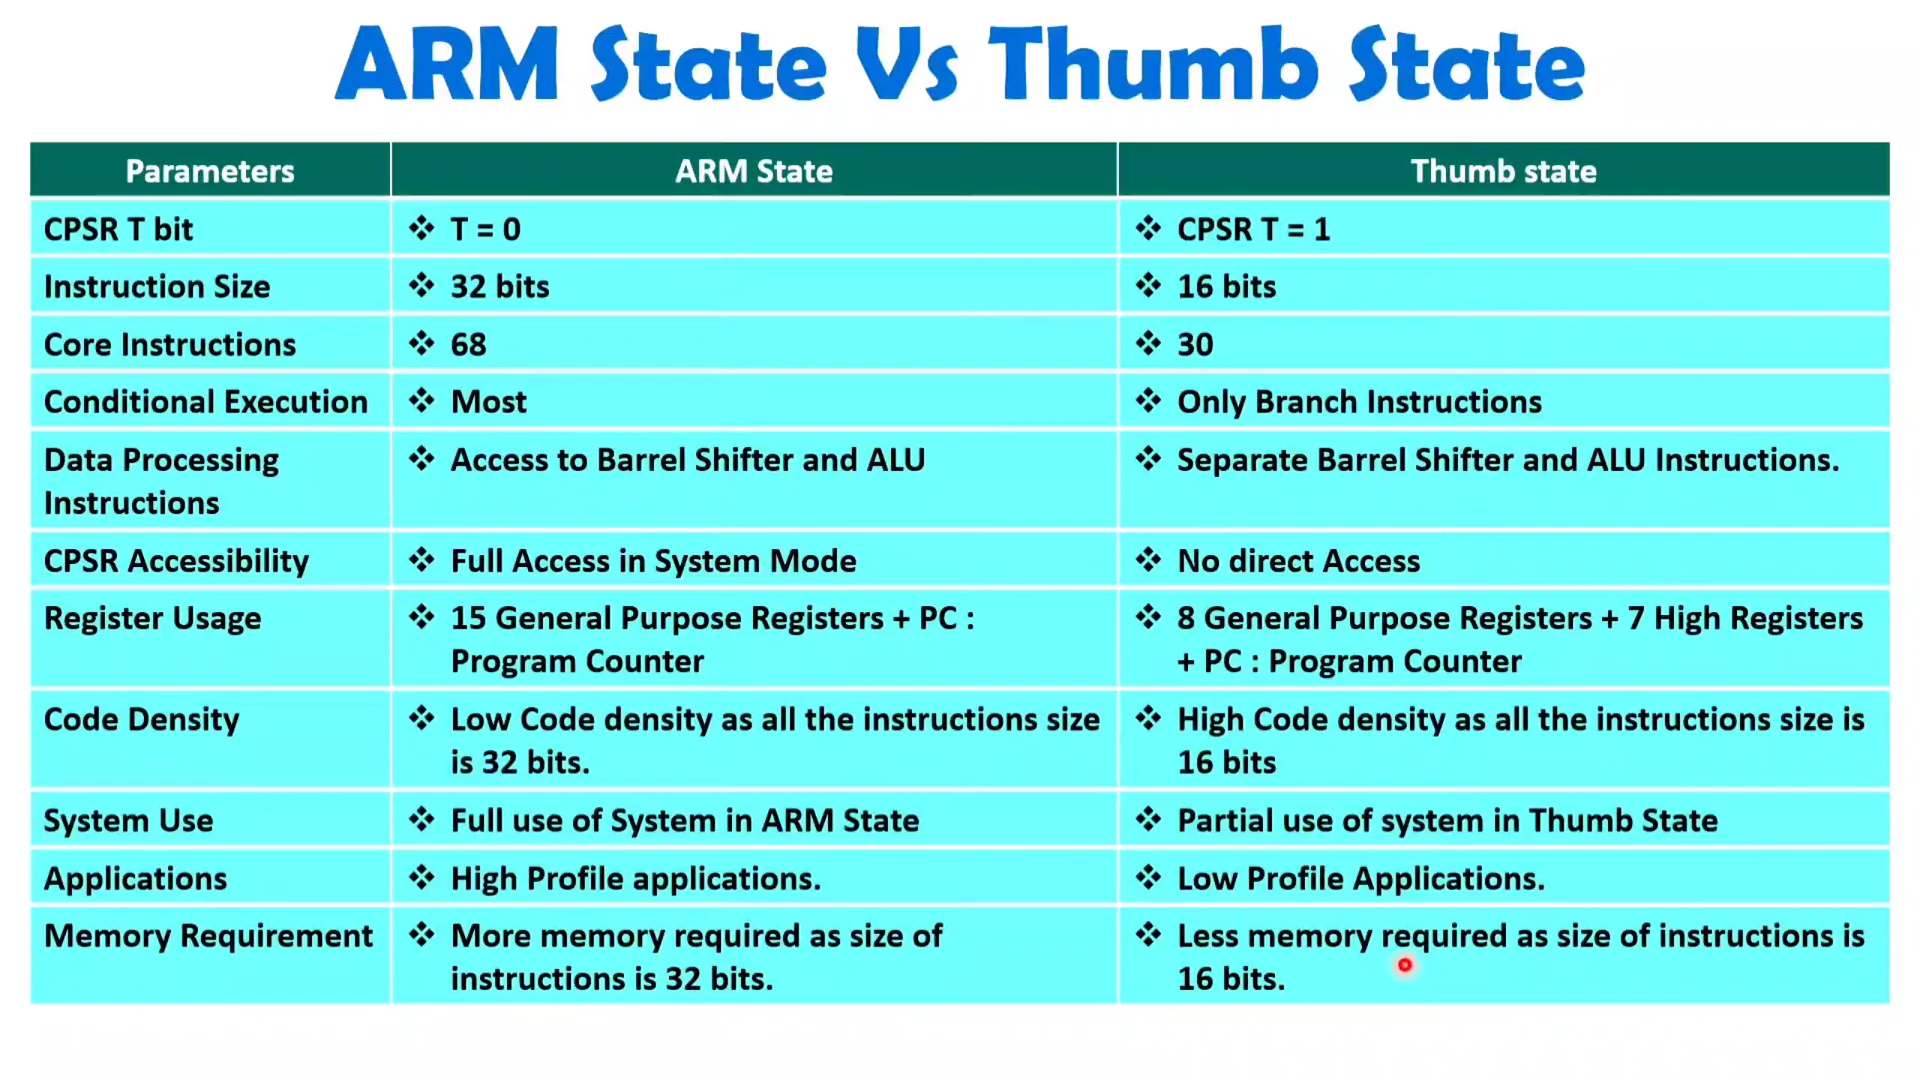 ARM State Vs Thumb State
Parameters
ARM State
Thumb state
CPSR T bit
❖ T = 0
❖ CPSR T = 1
Instruction Size
❖ 32 bits
❖ 16 bits
Core Instructions
❖ 68
❖ 30
Conditional Execution
❖ Most
❖ Only Branch Instructions
Data Processing
Instructions
❖ Access to Barrel Shifter and ALU
❖ Separate Barrel Shifter and ALU Instructions.
CPSR Accessibility
❖ Full Access in System Mode
❖ No direct Access
Register Usage
❖ 15 General Purpose Registers + PC :
Program Counter
❖ 8 General Purpose Registers + 7 High Registers
+ PC : Program Counter
Code Density
❖ Low Code density as all the instructions size
is 32 bits.
❖ High Code density as all the instructions size is
16 bits
System Use
❖ Full use of System in ARM State
❖ Partial use of system in Thumb State
Applications
❖ High Profile applications.
❖ Low Profile Applications.
Memory Requirement
❖ More memory required as size of
instructions is 32 bits.
❖ Less memory required as size of instructions is
16 bits.